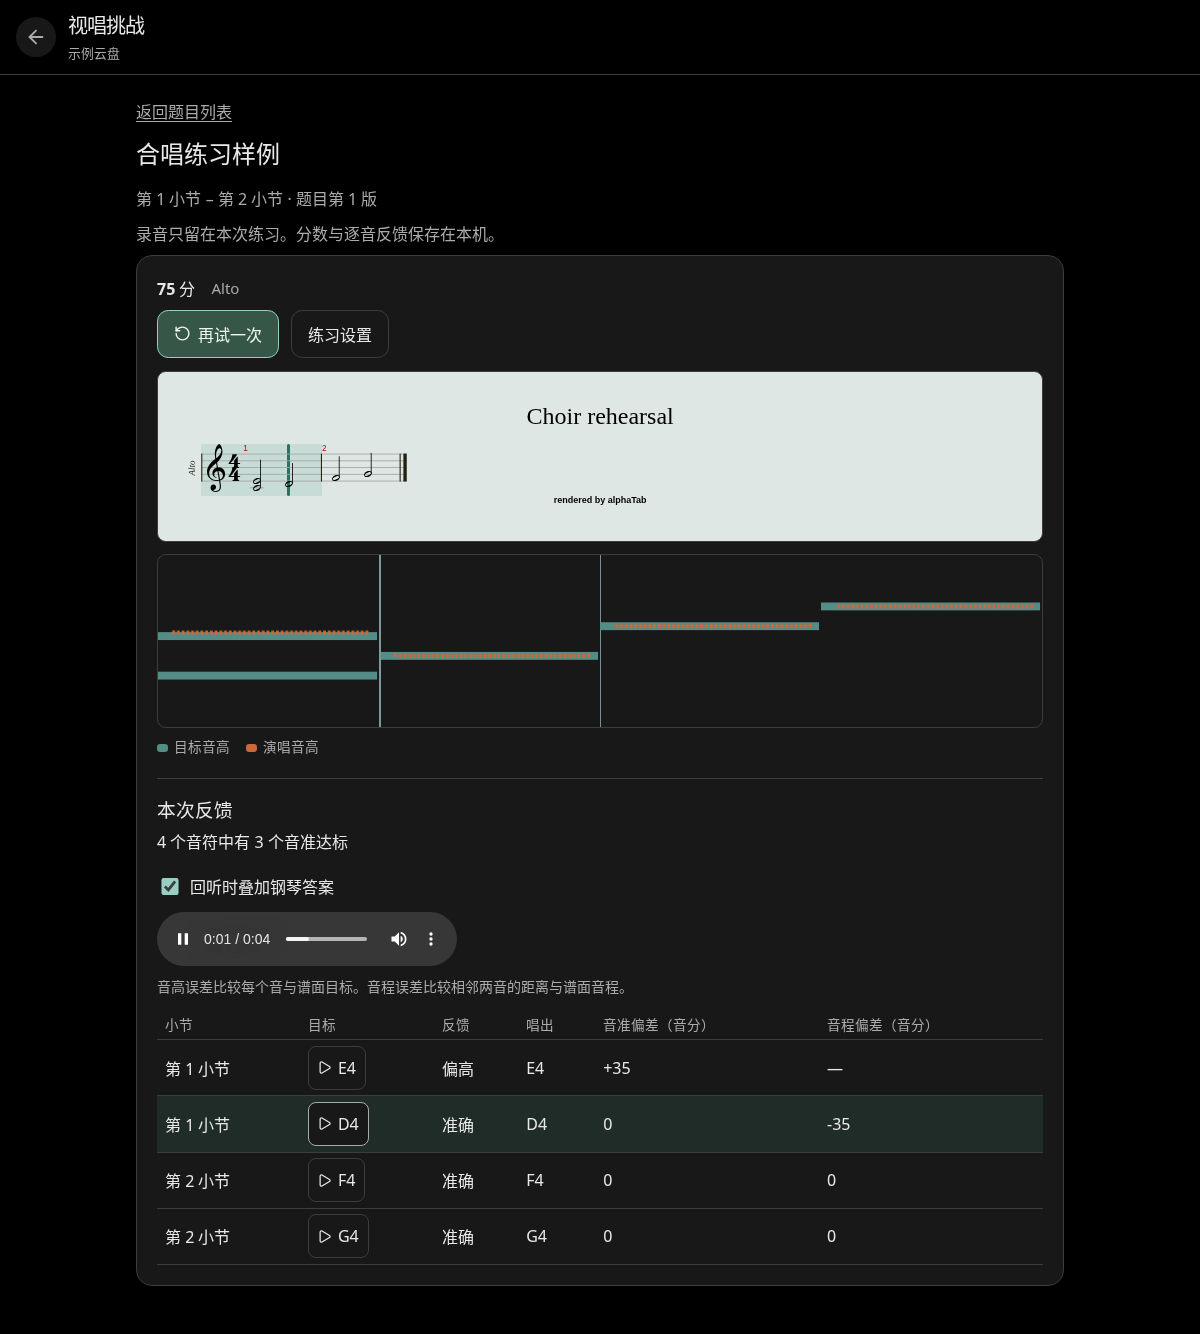 视唱挑战
示例云盘
返回题目列表
合唱练习样例
第 1 小节 – 第 2 小节 · 题目第 1 版
录音只留在本次练习。分数与逐音反馈保存在本机。
75 分 Alto
再试一次 练习设置
Choir rehearsal
1 2
Alto
4
4
rendered by alphaTab
目标音高 演唱音高
本次反馈
4 个音符中有 3 个音准达标
回听时叠加钢琴答案
0:01 / 0:04
音高误差比较每个音与谱面目标。音程误差比较相邻两音的距离与谱面音程。
小节 目标 反馈 唱出 音准偏差（音分） 音程偏差（音分）
第 1 小节 E4 偏高 E4 +35 —
第 1 小节 D4 准确 D4 0 -35
第 2 小节 F4 准确 F4 0 0
第 2 小节 G4 准确 G4 0 0